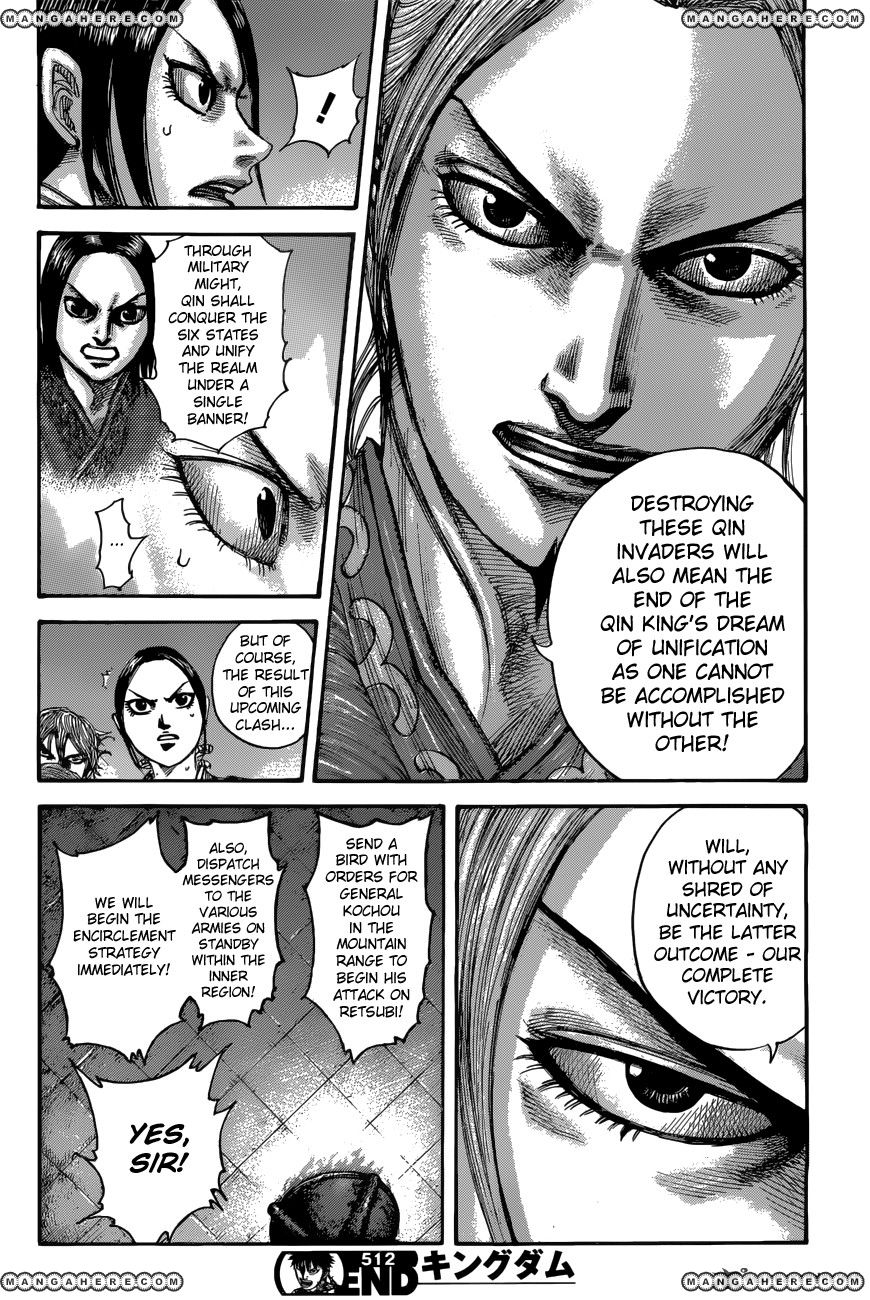 MANGAHERE.COM
MANGAHERE.COM
DESTROYING
THESE QIN
INVADERS WILL
ALSO MEAN THE
END OF THE
QIN KING'S DREAM
OF UNIFICATION
AS ONE CANNOT
BE ACCOMPLISHED
WITHOUT THE
OTHER!
!
THROUGH
MILITARY
MIGHT,
QIN SHALL
CONQUER THE
SIX STATES
AND UNIFY
THE REALM
UNDER A
SINGLE
BANNER!
...
BUT OF
COURSE,
THE RESULT
OF THIS
UPCOMING
CLASH...
WILL,
WITHOUT ANY
SHRED OF
UNCERTAINTY,
BE THE LATTER
OUTCOME - OUR
COMPLETE
VICTORY.
SEND A
BIRD WITH
ORDERS FOR
GENERAL
KOCHOU
IN THE
MOUNTAIN
RANGE TO
BEGIN HIS
ATTACK ON
RETSUBI!
ALSO,
DISPATCH
MESSENGERS
TO THE
VARIOUS
ARMIES ON
STANDBY
WITHIN THE
INNER
REGION!
WE WILL
BEGIN THE
ENCIRCLEMENT
STRATEGY
IMMEDIATELY!
YES,
SIR!
512
END
キングダム
MANGAHERE.COM
MANGAHERE.COM